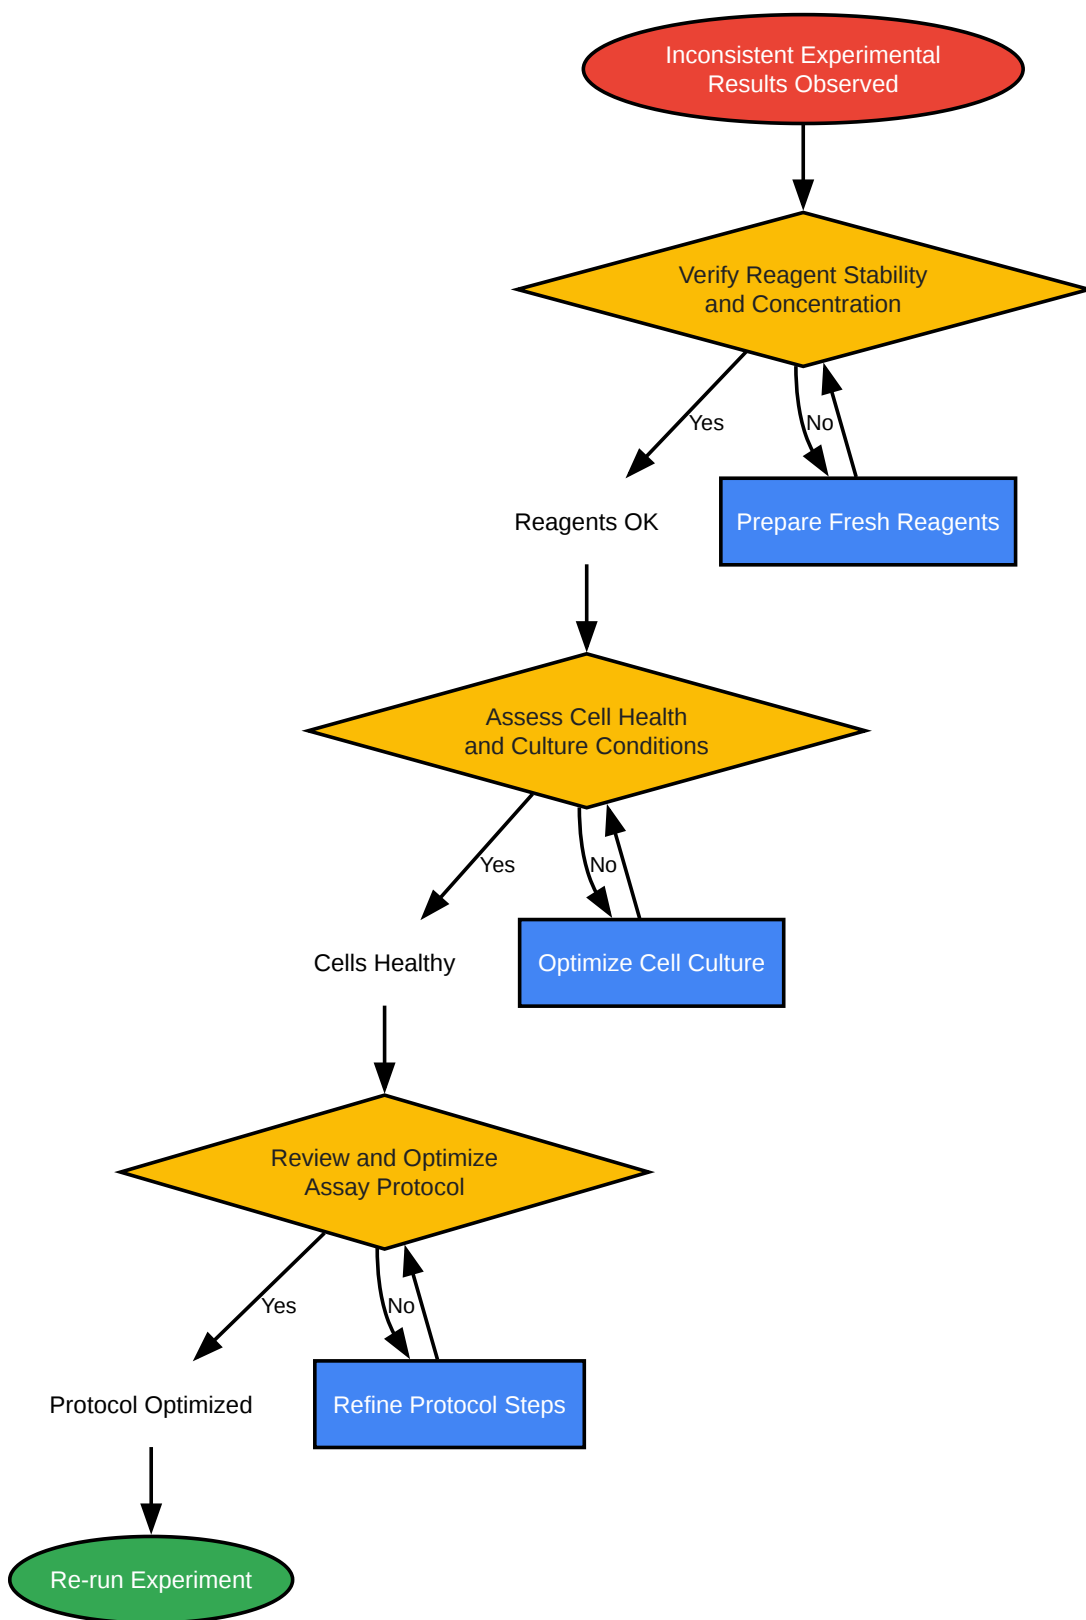 Inconsistent Experimental
Results Observed
Verify Reagent Stability
and Concentration
Yes
No
Reagents OK
Prepare Fresh Reagents
Assess Cell Health
and Culture Conditions
Yes
No
Cells Healthy
Optimize Cell Culture
Review and Optimize
Assay Protocol
Yes
No
Protocol Optimized
Refine Protocol Steps
Re-run Experiment